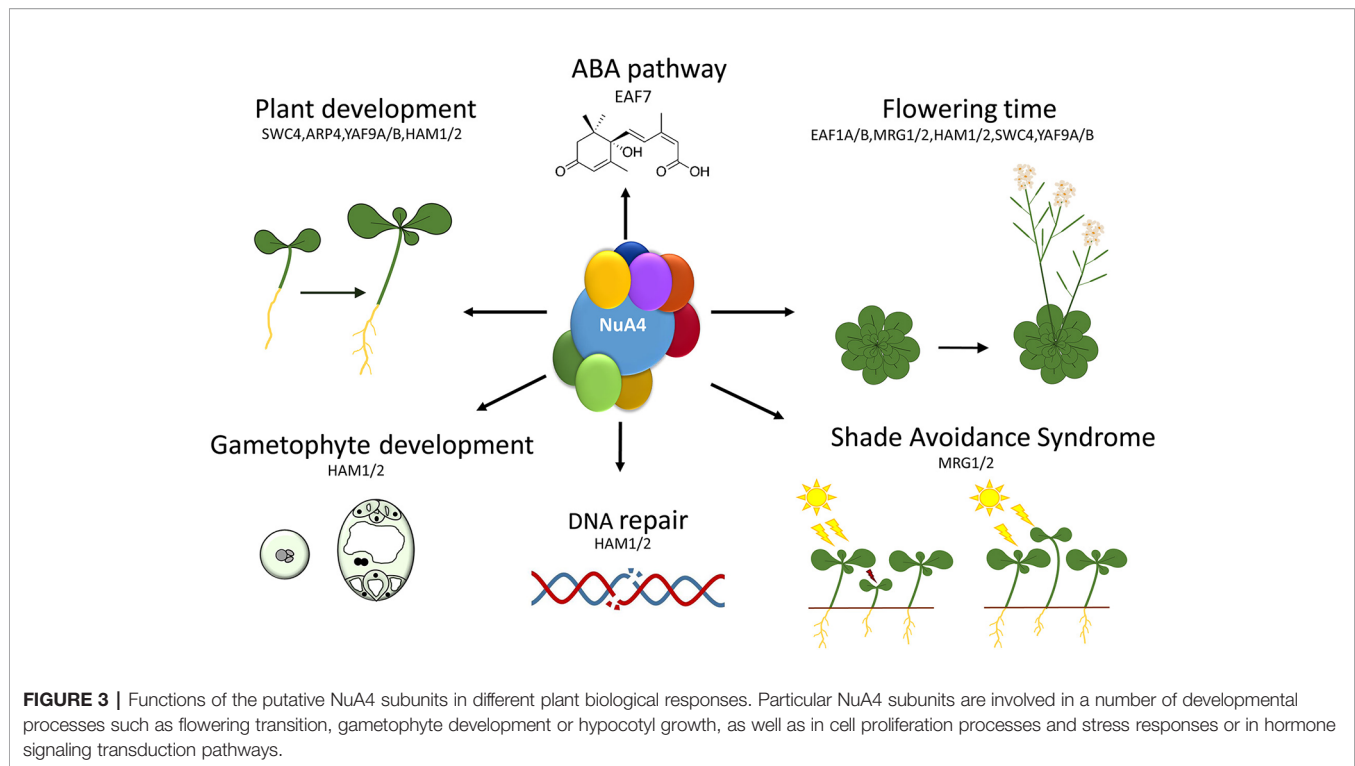 ABA pathway
EAF7
Plant development
SWC4,ARP4,YAF9A/B,HAM1/2
Flowering time
EAF1A/B,MRG1/2,HAM1/2,SWC4,YAF9A/B
OH
O
O
OH
NuA4
Gametophyte development
HAM1/2
DNA repair
HAM1/2
Shade Avoidance Syndrome
MRG1/2
FIGURE 3 | Functions of the putative NuA4 subunits in different plant biological responses. Particular NuA4 subunits are involved in a number of developmental
processes such as flowering transition, gametophyte development or hypocotyl growth, as well as in cell proliferation processes and stress responses or in hormone
signaling transduction pathways.